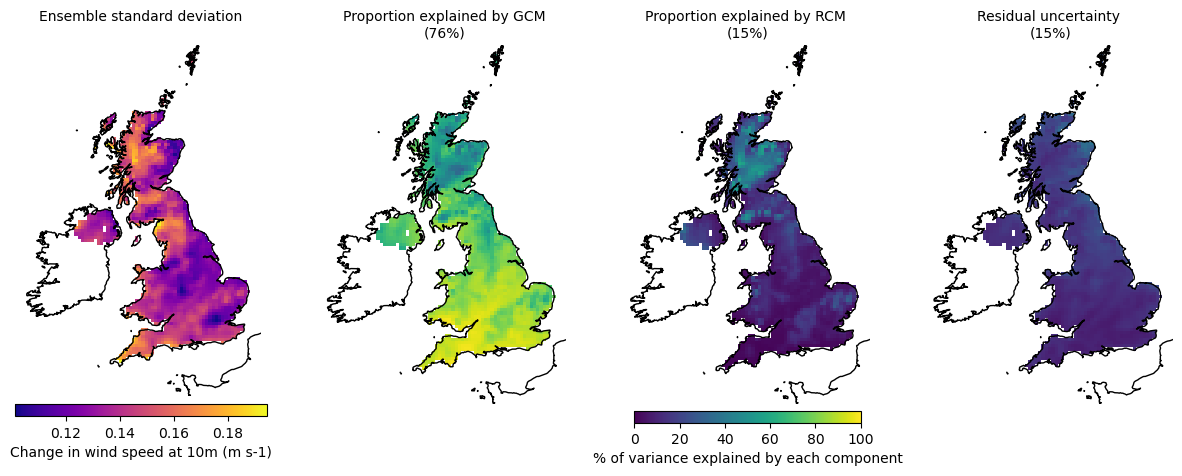 Ensemble standard deviation
Proportion explained by GCM
(76%)
Proportion explained by RCM
(15%)
Residual uncertainty
(15%)
0.12 0.14 0.16 0.18
Change in wind speed at 10m (m s-1)
0 20 40 60 80 100
% of variance explained by each component